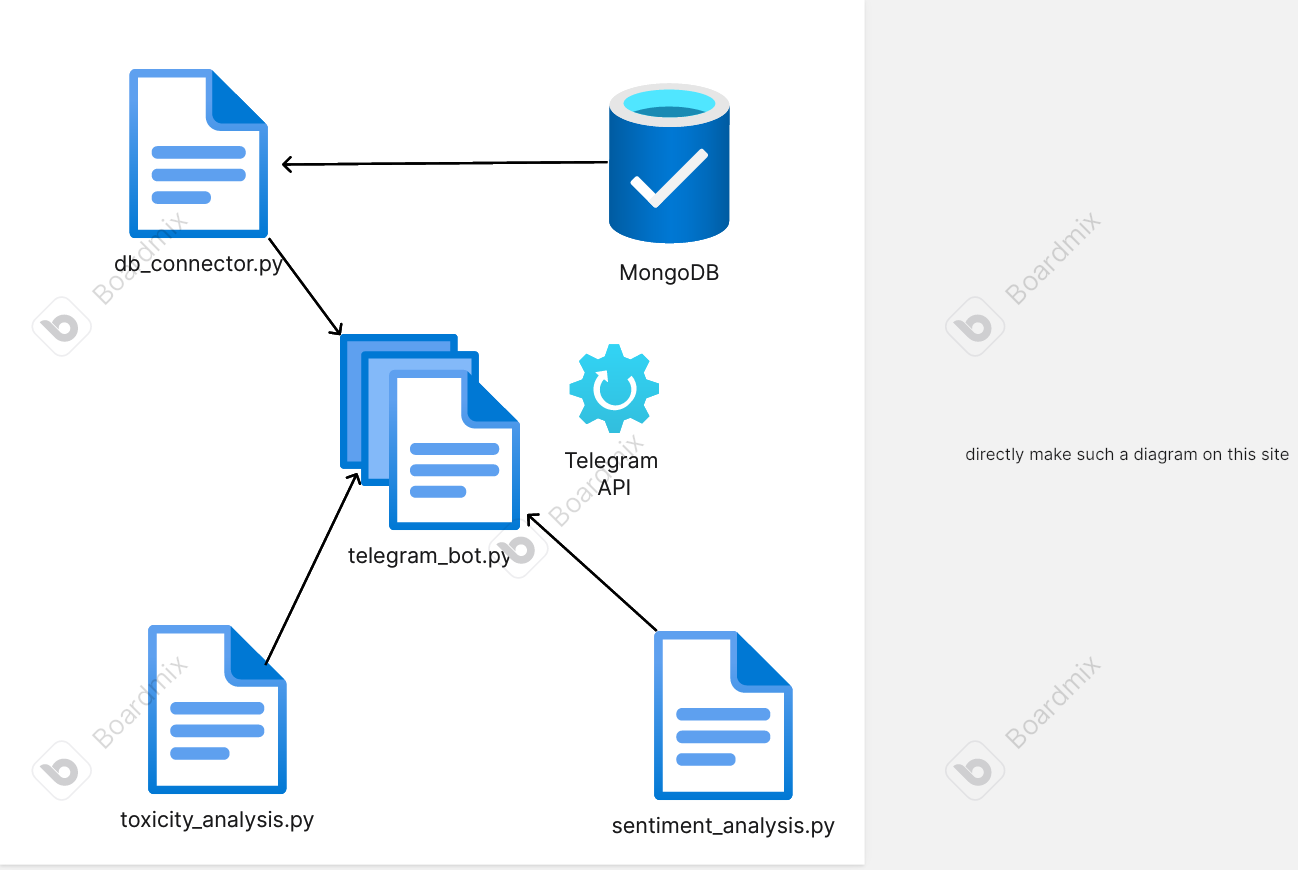 db_connector.py
MongoDB
Telegram
API
telegram_bot.py
toxicity_analysis.py
sentiment_analysis.py
directly make such a diagram on this site
Boardmix
Boardmix
Boardmix
Boardmix
Boardmix